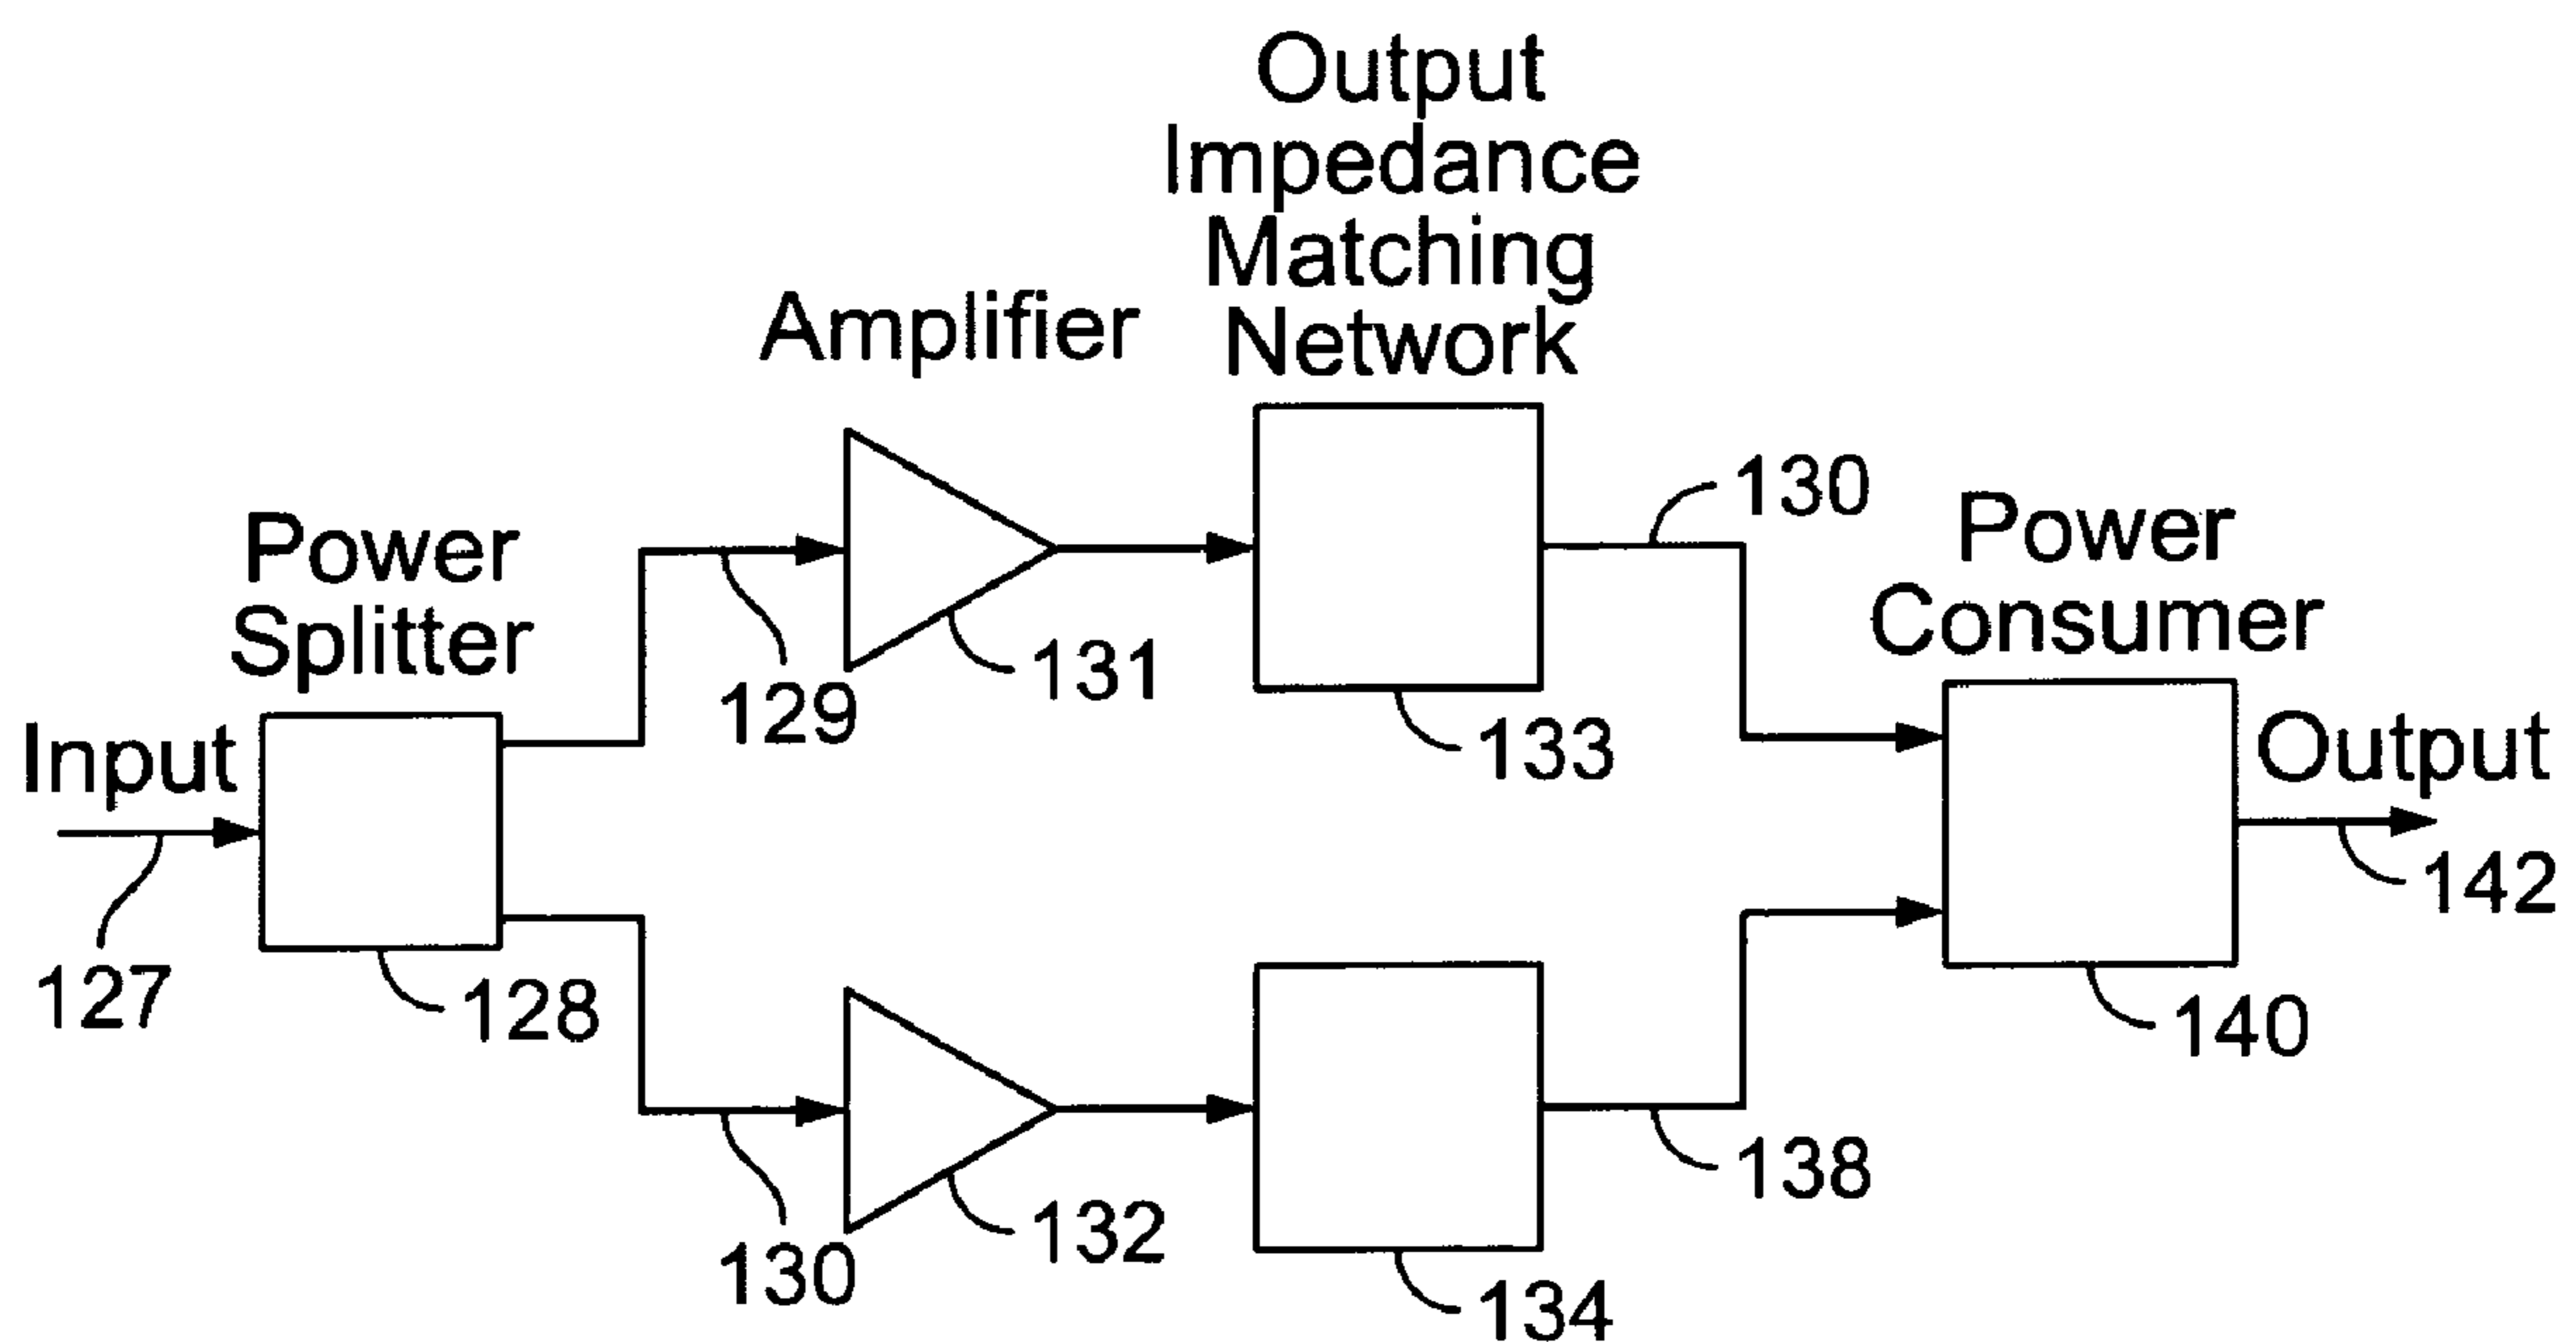 Output
Impedance
Matching
Network
Amplifier
130
Power
Consumer
Power
Splitter
131
129
133
Input
Output
127
128
142
140
138
132
130
134